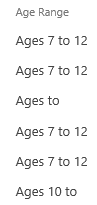 Age Range
Ages 7 to 12
Ages 7 to 12
Ages to
Ages 7 to 12
Ages 7 to 12
Ages 10 to